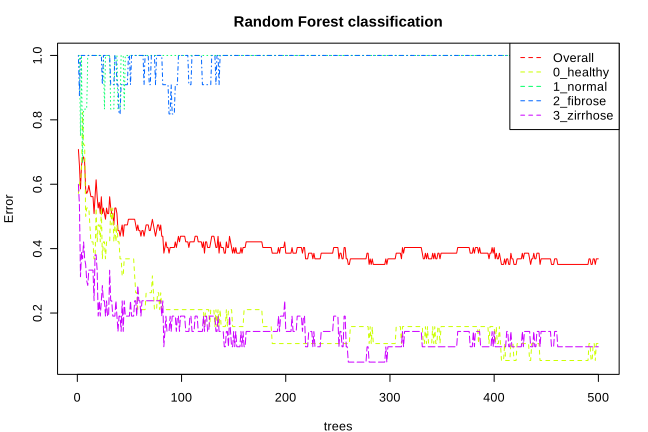 Random Forest classification
Error
1.0
0.8
0.6
0.4
0.2
0 100 200 300 400 500
trees
Overall
0_healthy
1_normal
2_fibrose
3_zirrhose